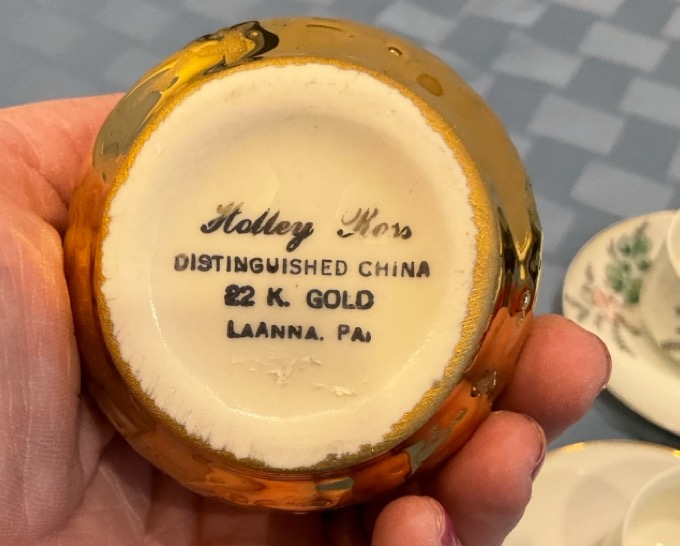 Holley Ross
DISTINGUISHED CHINA
22 K. GOLD
LAANNA, PA.